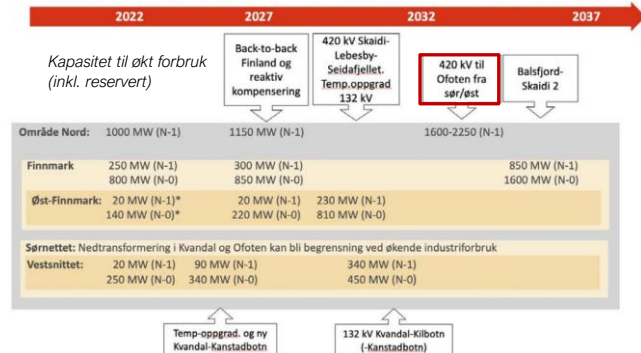 2022 2027 2032 2037
Kapasitet til økt forbruk
(inkl. reservert)
Back-to-back
Finland og
reaktiv
kompensering
420 kV Skaidi-
Lebesby-
Seidafjellet.
Temp.oppgrad
132 kV
420 kV til
Ofoten fra
sør/øst
Balsfjord-
Skaidi 2
Område Nord: 1000 MW (N-1) 1150 MW (N-1) 1600-2250 (N-1)
Finnmark 250 MW (N-1) 300 MW (N-1) 850 MW (N-1)
800 MW (N-0) 850 MW (N-0) 1600 MW (N-0)
Øst-Finnmark: 20 MW (N-1)* 20 MW (N-1) 230 MW (N-1)
140 MW (N-0)* 220 MW (N-0) 810 MW (N-0)
Sørnettet: Nedtransformering i Kvandal og Ofoten kan bli begrensning ved økende industriforbruk
Vestsnittet: 20 MW (N-1) 90 MW (N-1) 340 MW (N-1)
250 MW (N-0) 340 MW (N-0) 450 MW (N-0)
Temp-oppgrad. og ny
Kvandal-Kanstadbotn
132 kV Kvandal-Kilbotn
(-Kanstadbotn)